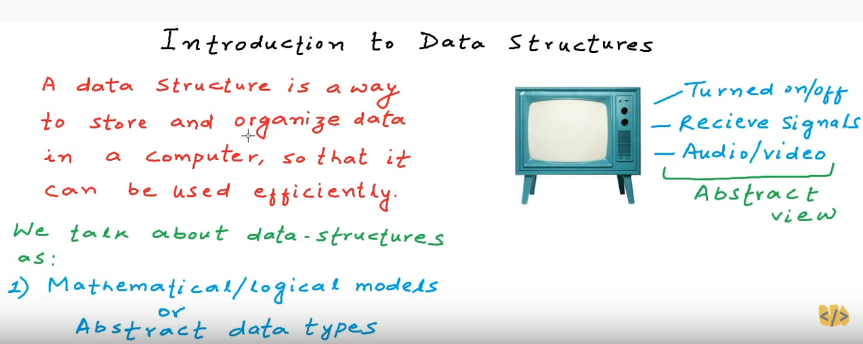 Introduction to Data Structures
A data structure is a way
to store and organize data
in a computer, so that it
can be used efficiently.
We talk about data-structures
as:
1) Mathematical/logical models
or
Abstract data types
Turned on/off
- Recieve signals
- Audio/video
Abstract
view
</>